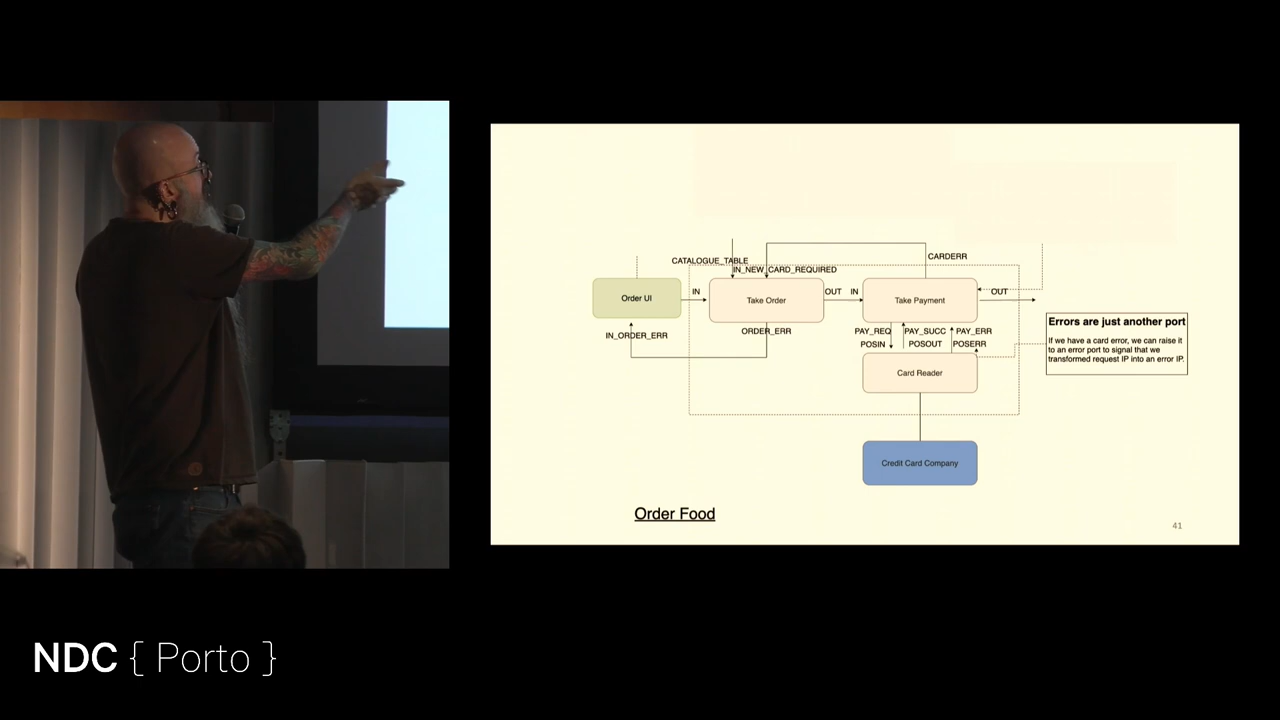 CARDERR
CATALOGUE_TABLE
IN_NEW_CARD_REQUIRED
Order UI
IN
Take Order
OUT
IN
Take Payment
OUT
IN_ORDER_ERR
ORDER_ERR
PAY_REQ
PAY_SUCC
PAY_ERR
POSIN
POSOUT
POSERR
Card Reader
Errors are just another port
If we have a card error, we can raise it
to an error port to signal that we
transformed request IP into an error IP.
Credit Card Company
Order Food
41
NDC { Porto }